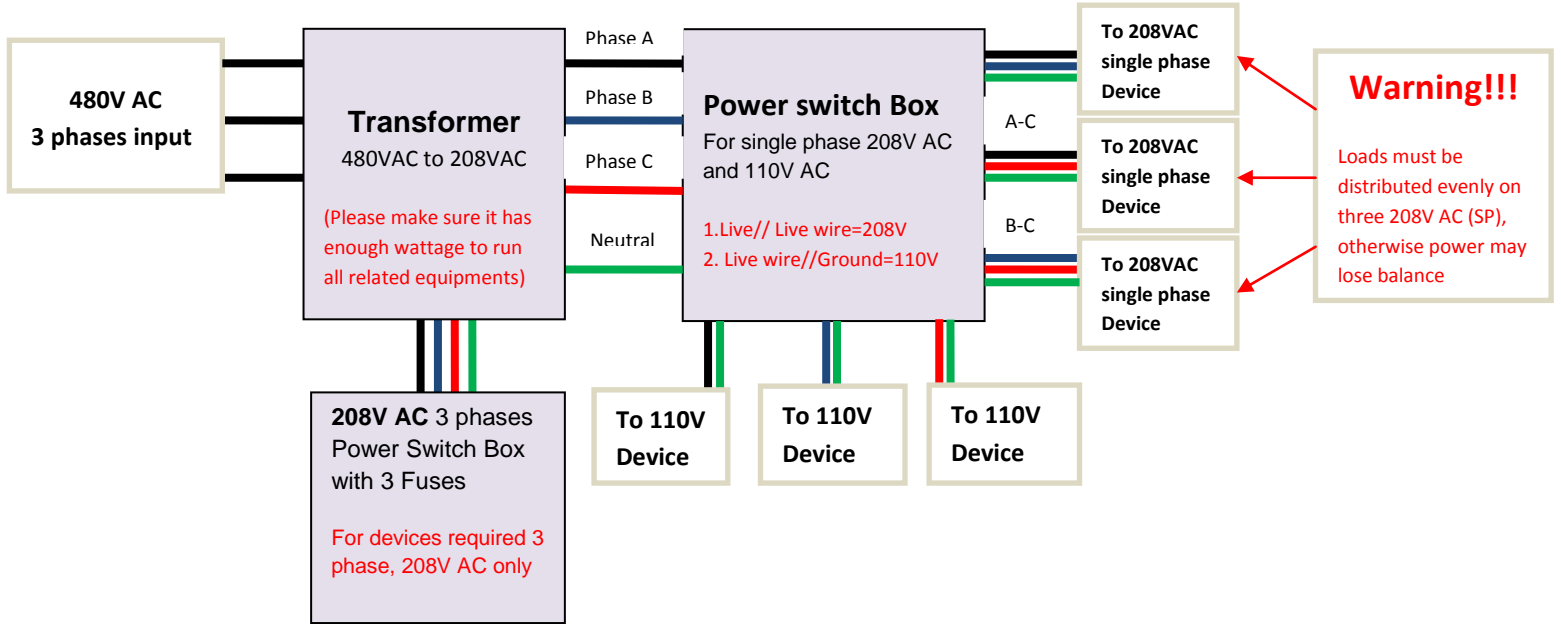 480V AC
3 phases input
Transformer
480VAC to 208VAC
(Please make sure it has
enough wattage to run
all related equipments)
Phase A
Phase B
Phase C
Neutral
Power switch Box
For single phase 208V AC
and 110V AC
1.Live// Live wire=208V
2. Live wire//Ground=110V
To 208VAC
single phase
Device
A-C
To 208VAC
single phase
Device
B-C
To 208VAC
single phase
Device
Warning!!!
Loads must be
distributed evenly on
three 208V AC (SP),
otherwise power may
lose balance
208V AC 3 phases
Power Switch Box
with 3 Fuses
For devices required 3
phase, 208V AC only
To 110V
Device
To 110V
Device
To 110V
Device